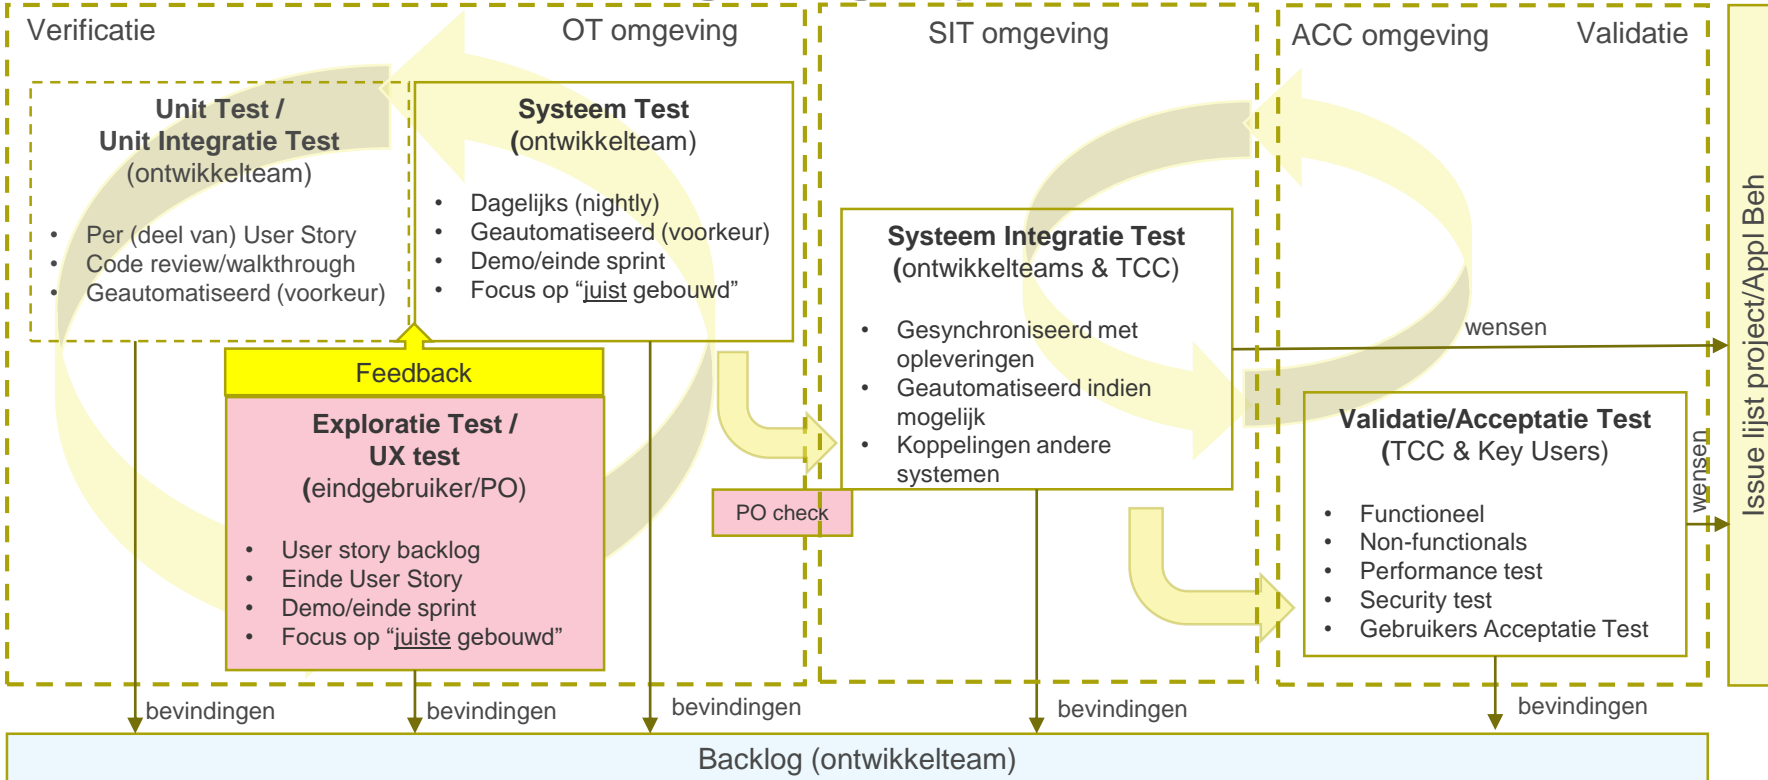 Verificatie
OT omgeving
SIT omgeving
ACC omgeving
Validatie
Unit Test /
Unit Integratie Test
(ontwikkelteam)
• Per (deel van) User Story
• Code review/walkthrough
• Geautomatiseerd (voorkeur)
Systeem Test
(ontwikkelteam)
• Dagelijks (nightly)
• Geautomatiseerd (voorkeur)
• Demo/einde sprint
• Focus op “juist gebouwd”
Feedback
Exploratie Test /
UX test
(eindgebruiker/PO)
• User story backlog
• Einde User Story
• Demo/einde sprint
• Focus op “juiste gebouwd”
PO check
Systeem Integratie Test
(ontwikkelteams & TCC)
• Gesynchroniseerd met
opleveringen
• Geautomatiseerd indien
mogelijk
• Koppelingen andere
systemen
wensen
Validatie/Acceptatie Test
(TCC & Key Users)
• Functioneel
• Non-functionals
• Performance test
• Security test
• Gebruikers Acceptatie Test
wensen
Issue lijst project/Appl Beh
bevindingen
bevindingen
bevindingen
bevindingen
bevindingen
Backlog (ontwikkelteam)